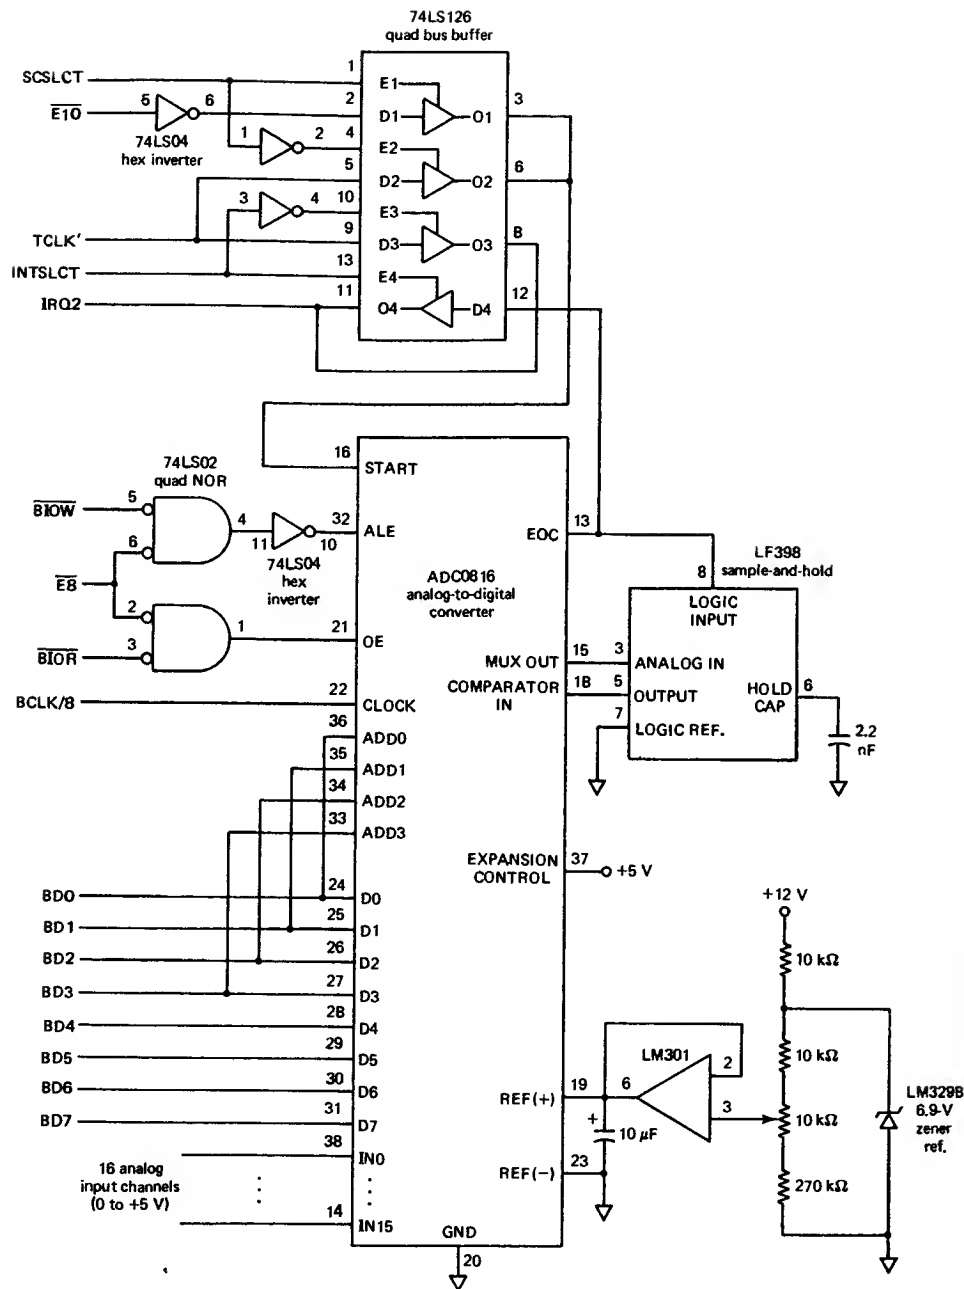 74LS126
quad bus buffer
SCSLCT
1
E1
E10
5
6
2
D1
O1
3
74LS04
hex inverter
1
2
4
E2
5
D2
O2
6
3
4
10
E3
TCLK'
9
D3
O3
8
INTSLCT
13
E4
IRQ2
11
O4
D4
12
16
START
74LS02
quad NOR
BIOW
5
4
6
11
10
32
ALE
EOC
13
74LS04
hex
inverter
E8
ADC0816
analog-to-digital
converter
LF398
sample-and-hold
8
LOGIC
INPUT
2
1
3
BIOR
21
OE
MUX OUT
15
3
ANALOG IN
COMPARATOR
IN
18
5
OUTPUT
HOLD
CAP
6
7
LOGIC REF.
2.2
nF
BCLK/8
22
CLOCK
36
ADD0
35
ADD1
34
ADD2
33
ADD3
EXPANSION
CONTROL
37
+5 V
BD0
24
D0
BD1
25
D1
BD2
26
D2
BD3
27
D3
BD4
28
D4
BD5
29
D5
BD6
30
D6
BD7
31
D7
+12 V
10 kΩ
10 kΩ
10 kΩ
270 kΩ
LM329B
6.9-V
zener
ref.
LM301
2
3
6
REF(+)
19
+
10 μF
REF(−)
23
16 analog
input channels
(0 to +5 V)
38
IN0
14
IN15
GND
20